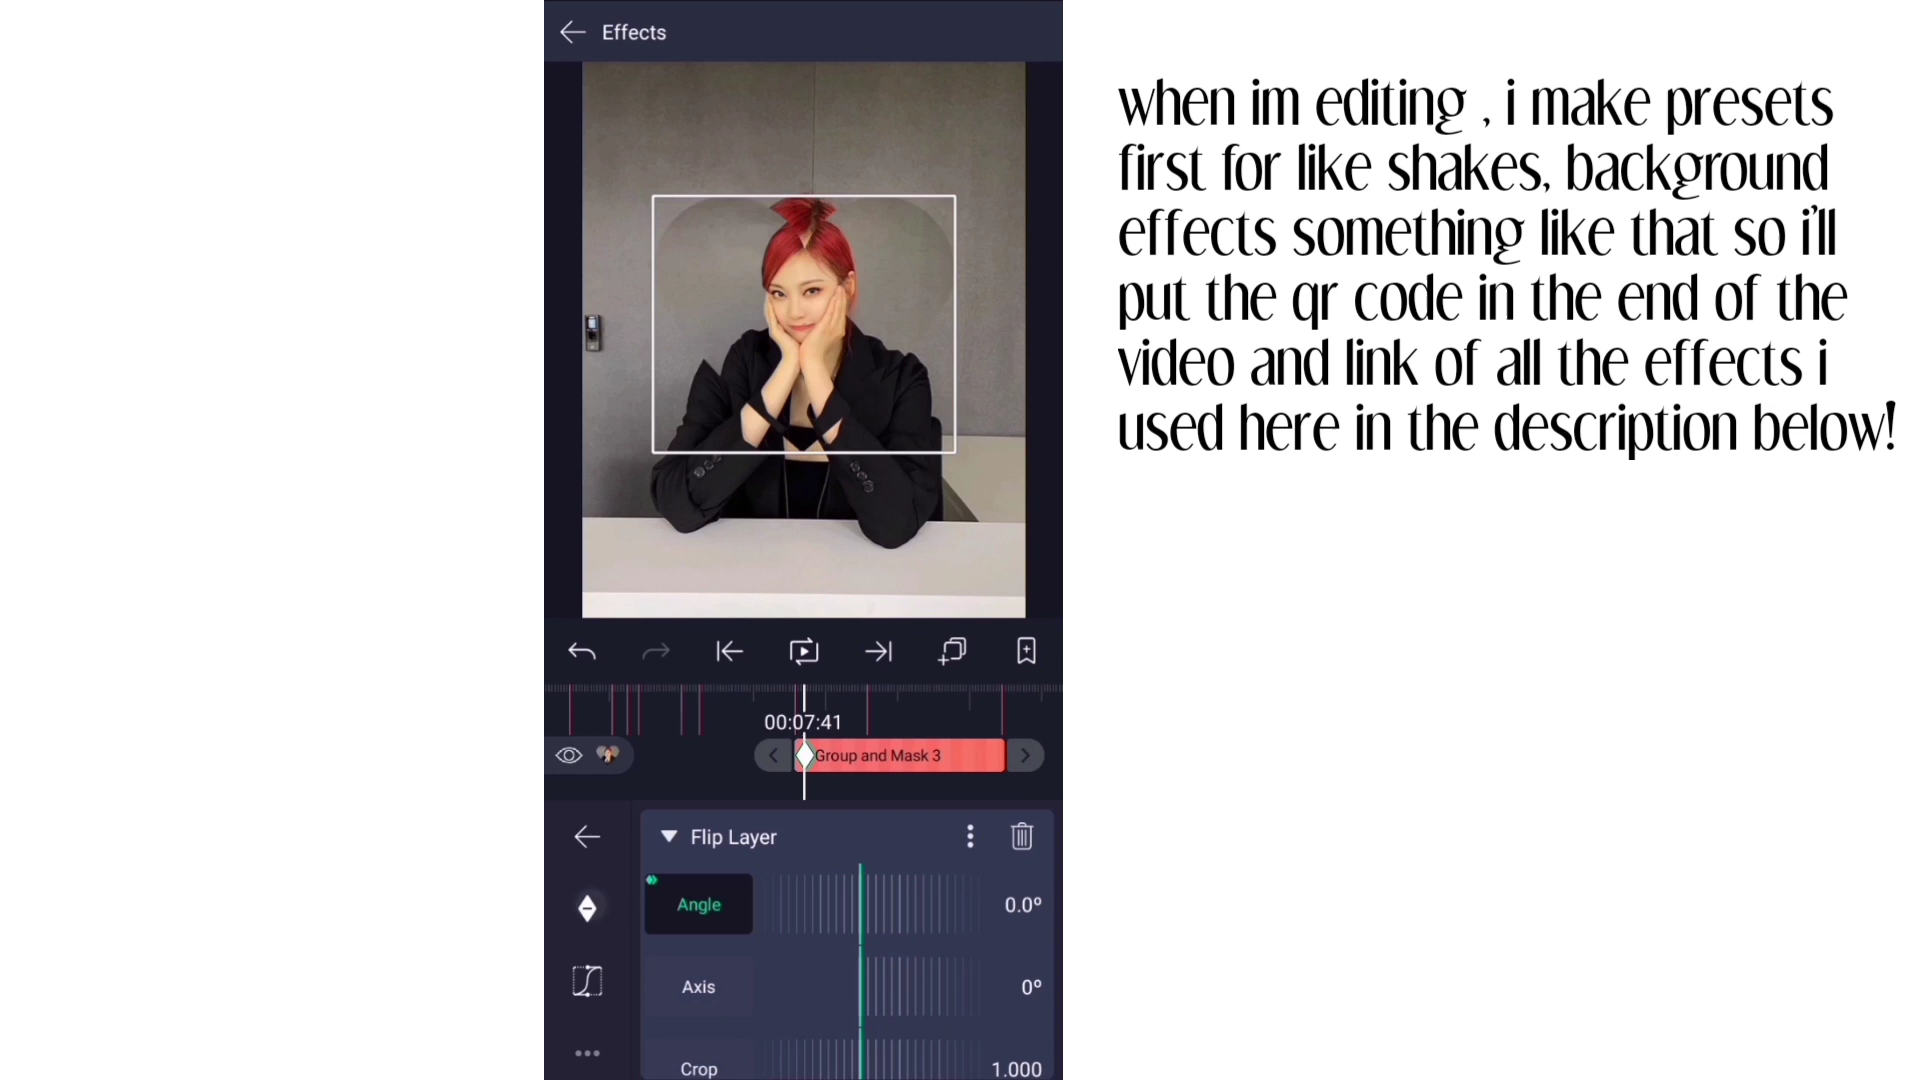 Effects
when im editing , i make presets
first for like shakes, background
effects something like that so i'll
put the qr code in the end of the
video and link of all the effects i
used here in the description below!
00:07:41
Group and Mask 3
Flip Layer
Angle 0.0º
Axis 0º
Crop 1.000